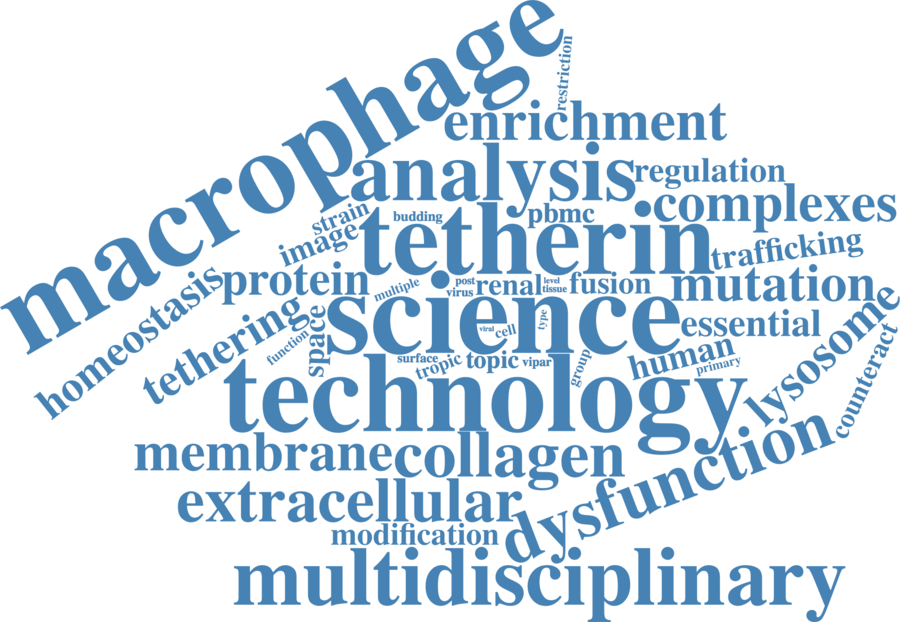 macrophage
restriction
enrichment
analysis
regulation
complexes
strain
budding
pbmc
image
tetherin
trafficking
homeostasis
protein
multiple
post
virus
renal
level
tissue
fusion
mutation
tethering
function
space
science
viral
cell
type
essential
lysosome
surface
tropic
topic
vipar
group
human
primary
counteract
technology
membrane
collagen
extracellular
dysfunction
modification
multidisciplinary